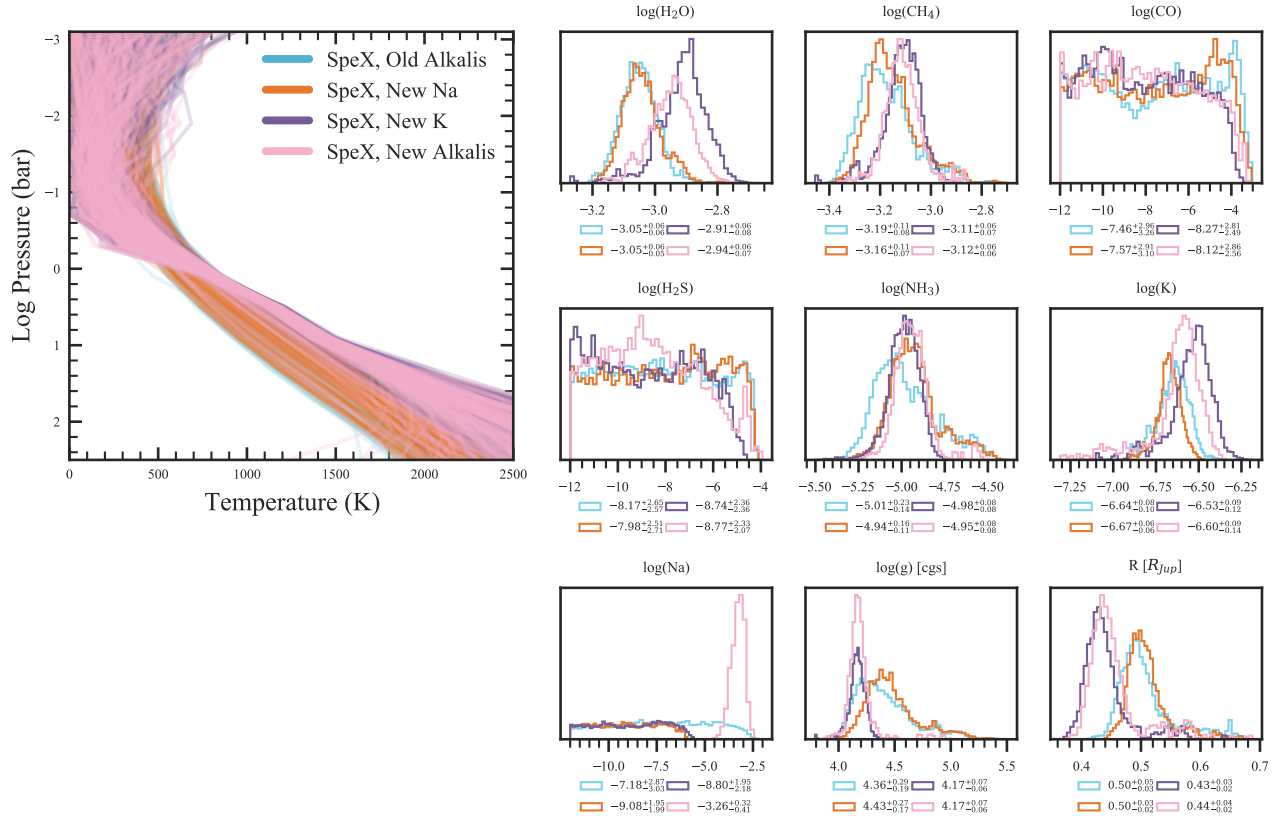 SpeX, Old Alkalis
SpeX, New Na
SpeX, New K
SpeX, New Alkalis
Log Pressure (bar)
−3
−2
−1
0
1
2
0 500 1000 1500 2000 2500
Temperature (K)
log(H₂O)
−3.2 −3.0 −2.8
−3.05 +0.06 −0.06 −2.91 +0.06 −0.08
−3.05 +0.06 −0.05 −2.94 +0.06 −0.07
log(CH₄)
−3.4 −3.2 −3.0 −2.8
−3.19 +0.11 −0.08 −3.11 +0.06 −0.07
−3.16 +0.11 −0.07 −3.12 +0.06 −0.06
log(CO)
−12 −10 −8 −6 −4
−7.46 +2.96 −3.26 −8.27 +2.81 −2.49
−7.57 +2.91 −3.10 −8.12 +2.86 −2.56
log(H₂S)
−12 −10 −8 −6 −4
−8.17 +2.65 −2.57 −8.74 +2.36 −2.36
−7.98 +2.51 −2.71 −8.77 +2.33 −2.07
log(NH₃)
−5.50 −5.25 −5.00 −4.75 −4.50
−5.01 +0.23 −0.14 −4.98 +0.08 −0.08
−4.94 +0.16 −0.11 −4.95 +0.08 −0.08
log(K)
−7.25 −7.00 −6.75 −6.50 −6.25
−6.64 +0.08 −0.10 −6.53 +0.09 −0.12
−6.67 +0.06 −0.06 −6.60 +0.09 −0.14
log(Na)
−10.0 −7.5 −5.0 −2.5
−7.18 +2.87 −3.03 −8.80 +1.95 −2.18
−9.08 +1.95 −1.99 −3.26 +0.32 −0.41
log(g) [cgs]
4.0 4.5 5.0 5.5
4.36 +0.29 −0.19 4.17 +0.07 −0.06
4.43 +0.27 −0.17 4.17 +0.07 −0.06
R [R_Jup]
0.4 0.5 0.6 0.7
0.50 +0.05 −0.03 0.43 +0.03 −0.02
0.50 +0.03 −0.02 0.44 +0.04 −0.02